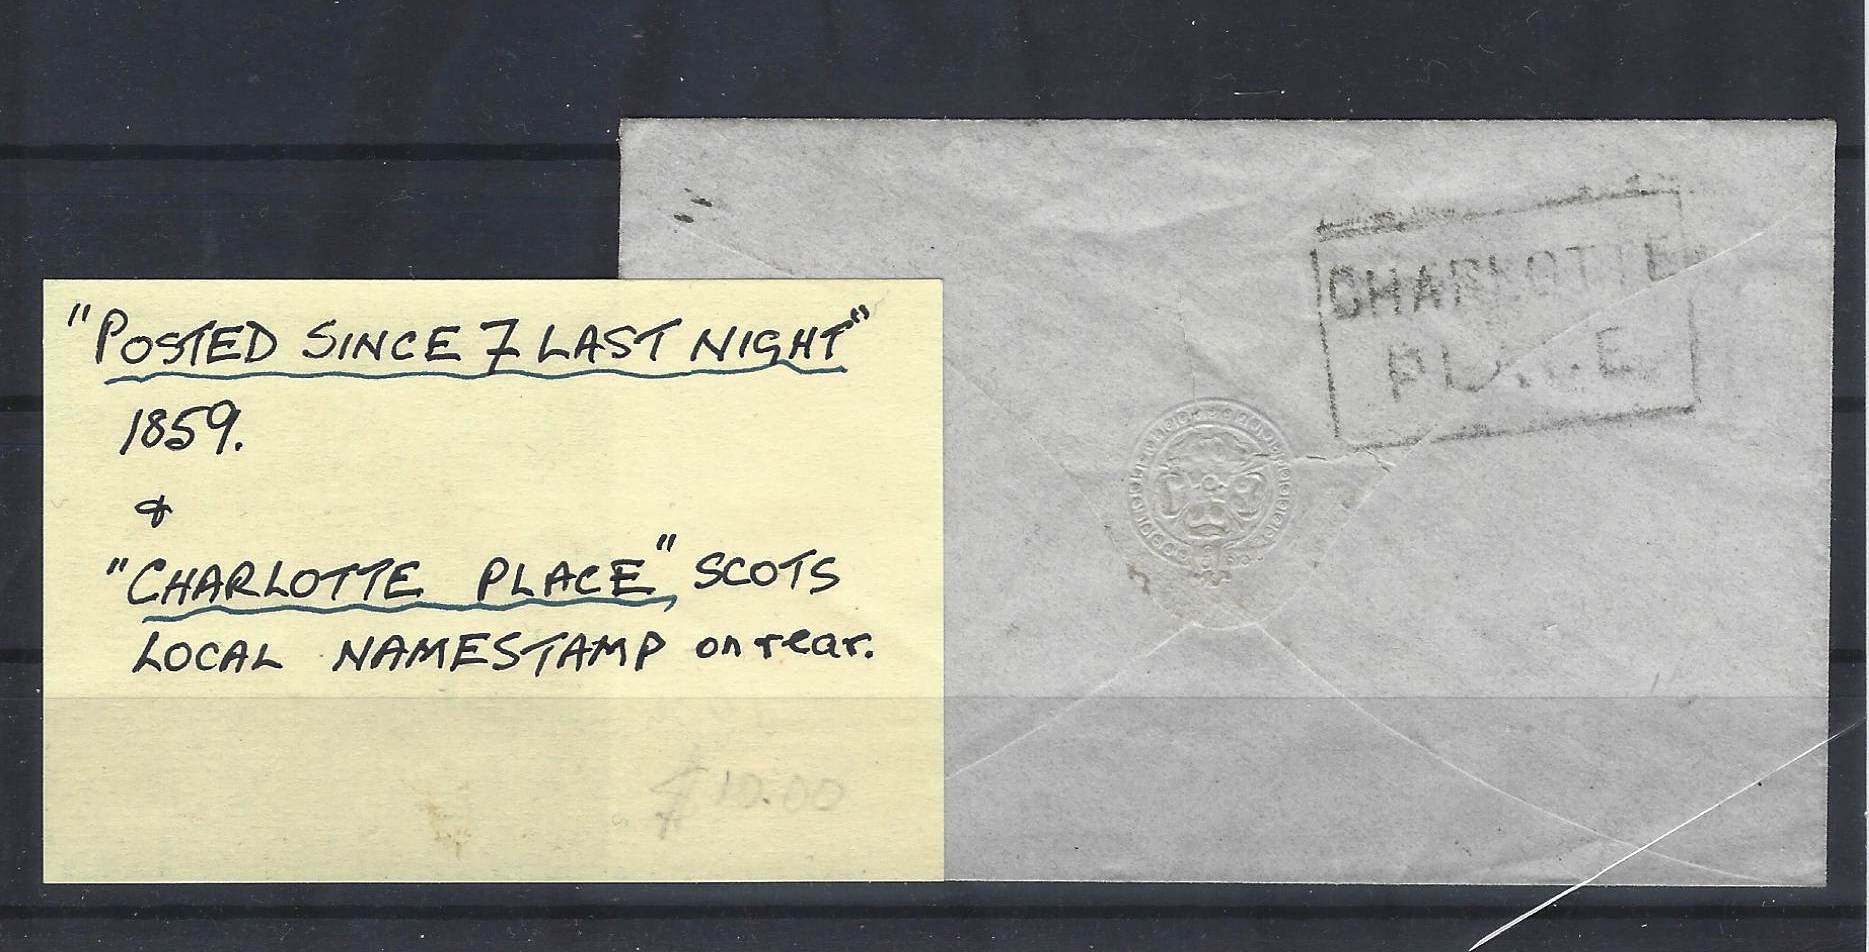 "POSTED SINCE 7 LAST NIGHT"
1859.
&
"CHARLOTTE PLACE" SCOTS
LOCAL NAMESTAMP on rear.
10.00
CHARLOTTE
PLACE